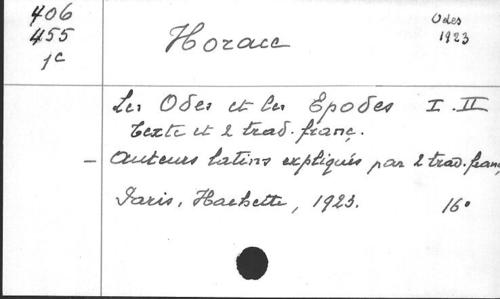 406
455
1c
Horace
Odes
1923
Les Odes et les Epodes I. II
texte et 2 trad. franç.
— Auteurs latins expliqués par 2 trad. franç
Paris, Hachette, 1923. 16°